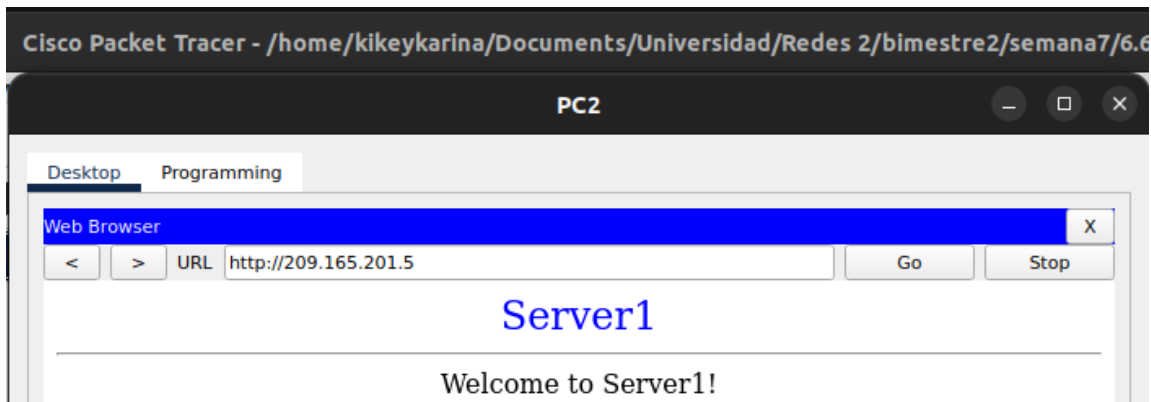 Cisco Packet Tracer - /home/kikeykarina/Documents/Universidad/Redes 2/bimestre2/semana7/6.6
PC2
Desktop Programming
Web Browser X
< > URL http://209.165.201.5 Go Stop
Server1
Welcome to Server1!